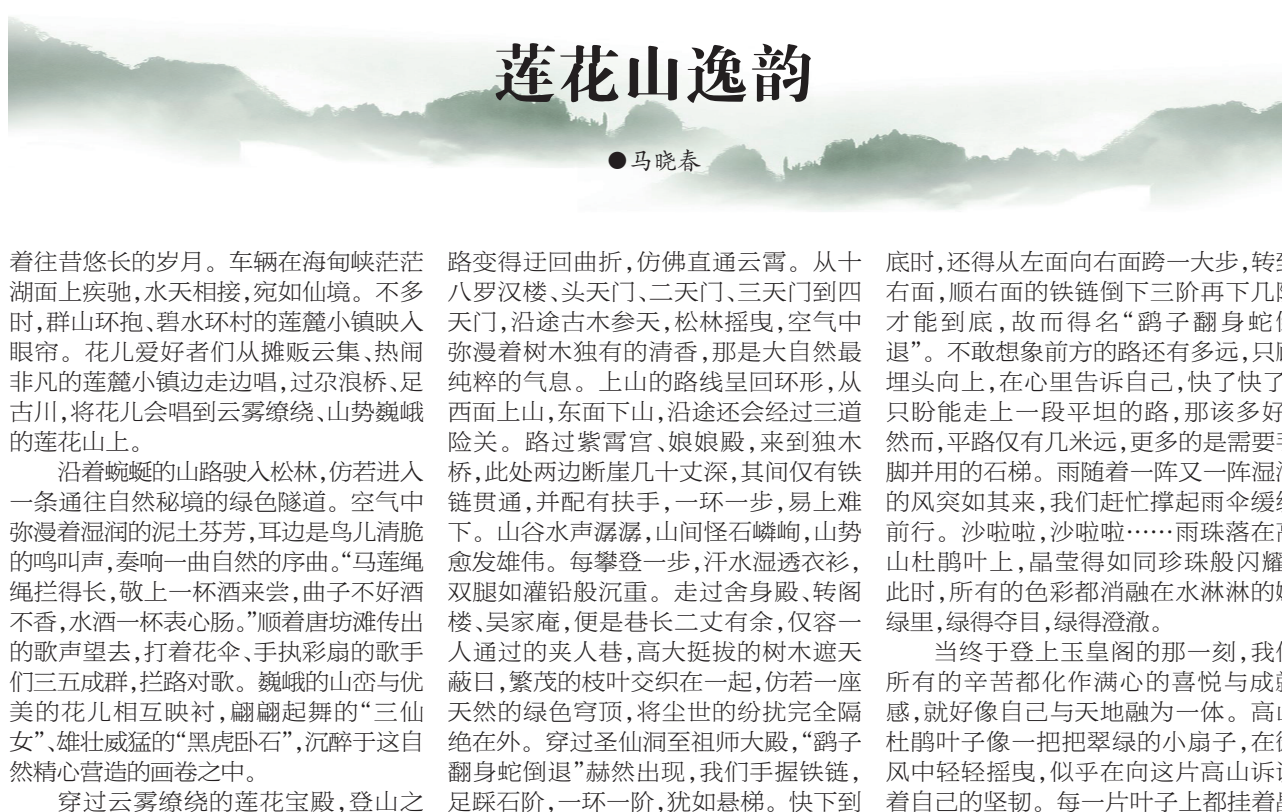 莲花山逸韵
●马晓春
着往昔悠长的岁月。车辆在海甸峡茫茫
湖面上疾驰,水天相接,宛如仙境。不多
时,群山环抱、碧水环村的莲麓小镇映入
眼帘。花儿爱好者们从摊贩云集、热闹
非凡的莲麓小镇边走边唱,过尕浪桥、足
古川,将花儿会唱到云雾缭绕、山势巍峨
的莲花山上。
沿着蜿蜒的山路驶入松林,仿若进入
一条通往自然秘境的绿色隧道。空气中
弥漫着湿润的泥土芬芳,耳边是鸟儿清脆
的鸣叫声,奏响一曲自然的序曲。“马莲绳
绳拦得长,敬上一杯酒来尝,曲子不好酒
不香,水酒一杯表心肠。”顺着唐坊滩传出
的歌声望去,打着花伞、手执彩扇的歌手
们三五成群,拦路对歌。巍峨的山峦与优
美的花儿相互映衬,翩翩起舞的“三仙
女”、雄壮威猛的“黑虎卧石”,沉醉于这自
然精心营造的画卷之中。
穿过云雾缭绕的莲花宝殿,登山之
路变得迂回曲折,仿佛直通云霄。从十
八罗汉楼、头天门、二天门、三天门到四
天门,沿途古木参天,松林摇曳,空气中
弥漫着树木独有的清香,那是大自然最
纯粹的气息。上山的路线呈回环形,从
西面上山,东面下山,沿途还会经过三道
险关。路过紫霄宫、娘娘殿,来到独木
桥,此处两边断崖几十丈深,其间仅有铁
链贯通,并配有扶手,一环一步,易上难
下。山谷水声潺潺,山间怪石嶙峋,山势
愈发雄伟。每攀登一步,汗水湿透衣衫,
双腿如灌铅般沉重。走过舍身殿、转阁
楼、吴家庵,便是巷长二丈有余,仅容一
人通过的夹人巷,高大挺拔的树木遮天
蔽日,繁茂的枝叶交织在一起,仿若一座
天然的绿色穹顶,将尘世的纷扰完全隔
绝在外。穿过圣仙洞至祖师大殿,“鹞子
翻身蛇倒退”赫然出现,我们手握铁链,
足踩石阶,一环一阶,犹如悬梯。快下到
底时,还得从左面向右面跨一大步,转
右面,顺右面的铁链倒下三阶再下几
才能到底,故而得名“鹞子翻身蛇
退”。不敢想象前方的路还有多远,只
埋头向上,在心里告诉自己,快了快了
只盼能走上一段平坦的路,那该多好
然而,平路仅有几米远,更多的是需要
脚并用的石梯。雨随着一阵又一阵湿
的风突如其来,我们赶忙撑起雨伞缓
前行。沙啦啦,沙啦啦……雨珠落在
山杜鹃叶上,晶莹得如同珍珠般闪耀
此时,所有的色彩都消融在水淋淋的
绿里,绿得夺目,绿得澄澈。
当终于登上玉皇阁的那一刻,我
所有的辛苦都化作满心的喜悦与成
感,就好像自己与天地融为一体。高
杜鹃叶子像一把把翠绿的小扇子,在
风中轻轻摇曳,似乎在向这片高山诉
着自己的坚韧。每一片叶子上都挂着